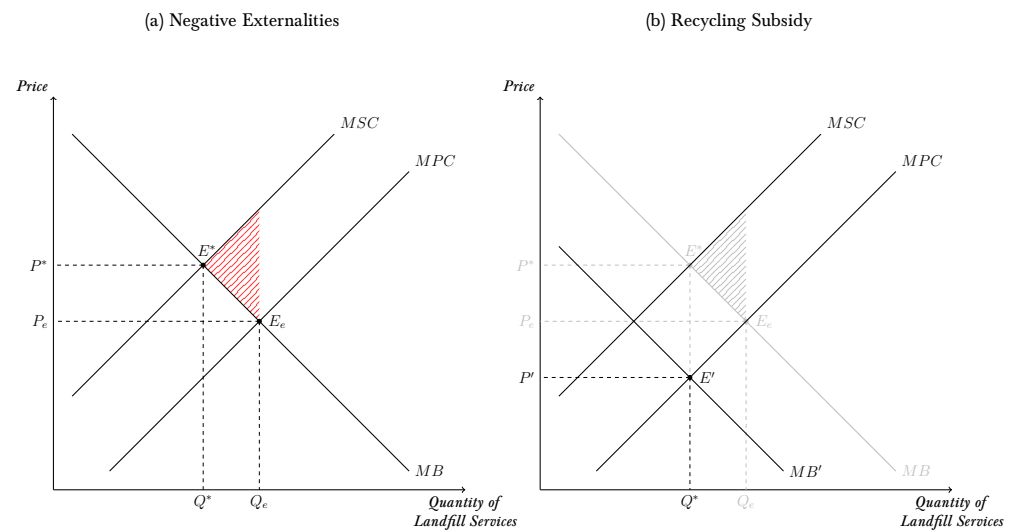 (a) Negative Externalities
Price
MSC
MPC
E*
P*
Pₑ
Eₑ
MB
Q*
Qₑ
Quantity of
Landfill Services
(b) Recycling Subsidy
Price
MSC
MPC
E*
P*
Pₑ
Eₑ
P′
E′
MB′
MB
Q*
Qₑ
Quantity of
Landfill Services